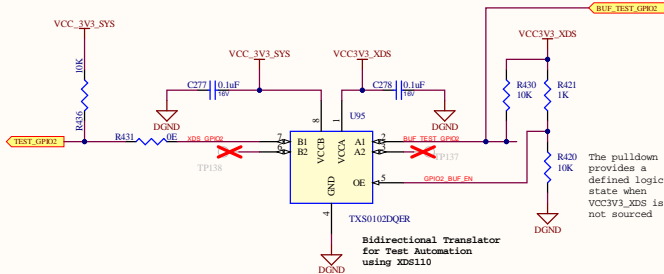 BUF_TEST_GPIO2
VCC_3V3_SYS
VCC3V3_XDS
VCC_3V3_SYS
VCC3V3_XDS
10K
R436
C277
0.1uF
16V
C278
0.1uF
16V
R430
10K
R421
1K
DGND
DGND
8
1
U95
TEST_GPIO2
R431
0E
XDS_GPIO2
7
6
B1
B2
VCCB
VCCA
A1
A2
2
3
BUF_TEST_GPIO2
TP138
TP137
GND
OE
5
GPIO2_BUF_EN
R420
10K
The pulldown
provides a
defined logic
state when
VCC3V3_XDS is
not sourced
4
TXS0102DQER
DGND
DGND
Bidirectional Translator
for Test Automation
using XDS110